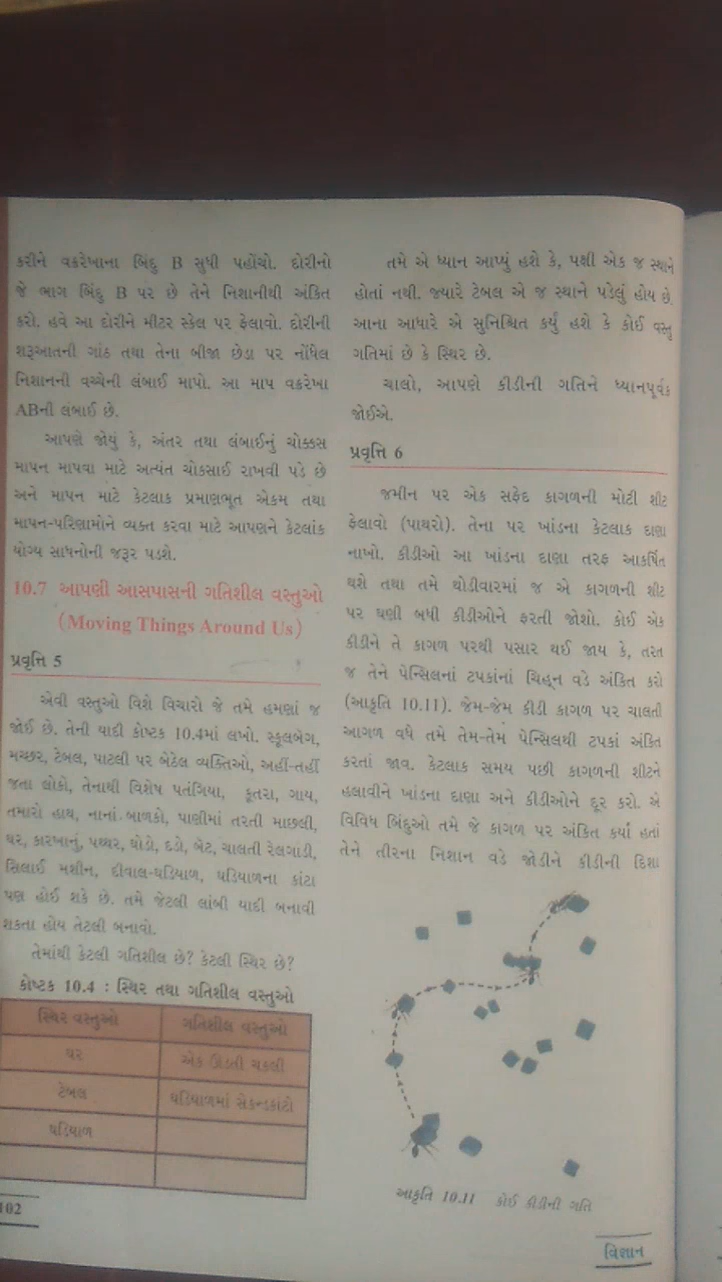 કરીને વક્રરેખાના બિંદુ B સુધી પહોંચો. દોરીનો
જે ભાગ બિંદુ B પર છે તેને નિશાનીથી અંકિત
કરો. હવે આ દોરીને મીટર સ્કેલ પર ફેલાવો. દોરીની
શરૂઆતની ગાંઠ તથા તેના બીજા છેડા પર નોંધેલ
નિશાનની વચ્ચેની લંબાઈ માપો. આ માપ વક્રરેખા
ABની લંબાઈ છે.
આપણે જોયું કે, અંતર તથા લંબાઈનું ચોક્કસ
માપન માપવા માટે અત્યંત ચોકસાઈ રાખવી પડે છે
અને માપન માટે કેટલાક પ્રમાણભૂત એકમ તથા
માપન-પરિણામોને વ્યક્ત કરવા માટે આપણને કેટલાંક
યોગ્ય સાધનોની જરૂર પડશે.
10.7 આપણી આસપાસની ગતિશીલ વસ્તુઓ
(Moving Things Around Us)
પ્રવૃત્તિ 5
એવી વસ્તુઓ વિશે વિચારો જે તમે હમણાં જ
જોઈ છે. તેની યાદી કોષ્ટક 10.4માં લખો. સ્કૂલબેગ,
મચ્છર, ટેબલ, પાટલી પર બેઠેલ વ્યક્તિઓ, અહીં-તહીં
જતા લોકો, તેનાથી વિશેષ પતંગિયા, કૂતરા, ગાય,
તમારો હાથ, નાનાં બાળકો, પાણીમાં તરતી માછલી,
ઘર, કારખાનું, પથ્થર, ઘોડો, દડો, બેટ, ચાલતી રેલગાડી,
સિલાઈ મશીન, દીવાલ-ઘડિયાળ, ઘડિયાળના કાંટા
પણ હોઈ શકે છે. તમે જેટલી લાંબી યાદી બનાવી
શકતા હોય તેટલી બનાવો.
તેમાંથી કેટલી ગતિશીલ છે? કેટલી સ્થિર છે?
કોષ્ટક 10.4 : સ્થિર તથા ગતિશીલ વસ્તુઓ
સ્થિર વસ્તુઓ ગતિશીલ વસ્તુઓ
ઘર એક ઊડતી ચકલી
ટેબલ ઘડિયાળમાં સેકન્ડકાંટો
ઘડિયાળ
102
તમે એ ધ્યાન આપ્યું હશે કે, પક્ષી એક જ સ્થાને
હોતાં નથી. જ્યારે ટેબલ એ જ સ્થાને પડેલું હોય છે.
આના આધારે એ સુનિશ્ચિત કર્યું હશે કે કોઈ વસ્તુ
ગતિમાં છે કે સ્થિર છે.
ચાલો, આપણે કીડીની ગતિને ધ્યાનપૂર્વક
જોઈએ.
પ્રવૃત્તિ 6
જમીન પર એક સફેદ કાગળની મોટી શીટ
ફેલાવો (પાથરો). તેના પર ખાંડના કેટલાક દાણા
નાખો. કીડીઓ આ ખાંડના દાણા તરફ આકર્ષિત
થશે તથા તમે થોડીવારમાં જ એ કાગળની શીટ
પર ઘણી બધી કીડીઓને ફરતી જોશો. કોઈ એક
કીડીને તે કાગળ પરથી પસાર થઈ જાય કે, તરત
જ તેને પેન્સિલનાં ટપકાંનાં ચિહ્ન વડે અંકિત કરો
(આકૃતિ 10.11). જેમ-જેમ કીડી કાગળ પર ચાલતી
આગળ વધે તમે તેમ-તેમ પેન્સિલથી ટપકાં અંકિત
કરતાં જાવ. કેટલાક સમય પછી કાગળની શીટને
હલાવીને ખાંડના દાણા અને કીડીઓને દૂર કરો. એ
વિવિધ બિંદુઓ તમે જે કાગળ પર અંકિત કર્યાં હતાં
તેને તીરના નિશાન વડે જોડીને કીડીની દિશા
આકૃતિ 10.11 કોઈ કીડીની ગતિ
વિજ્ઞાન